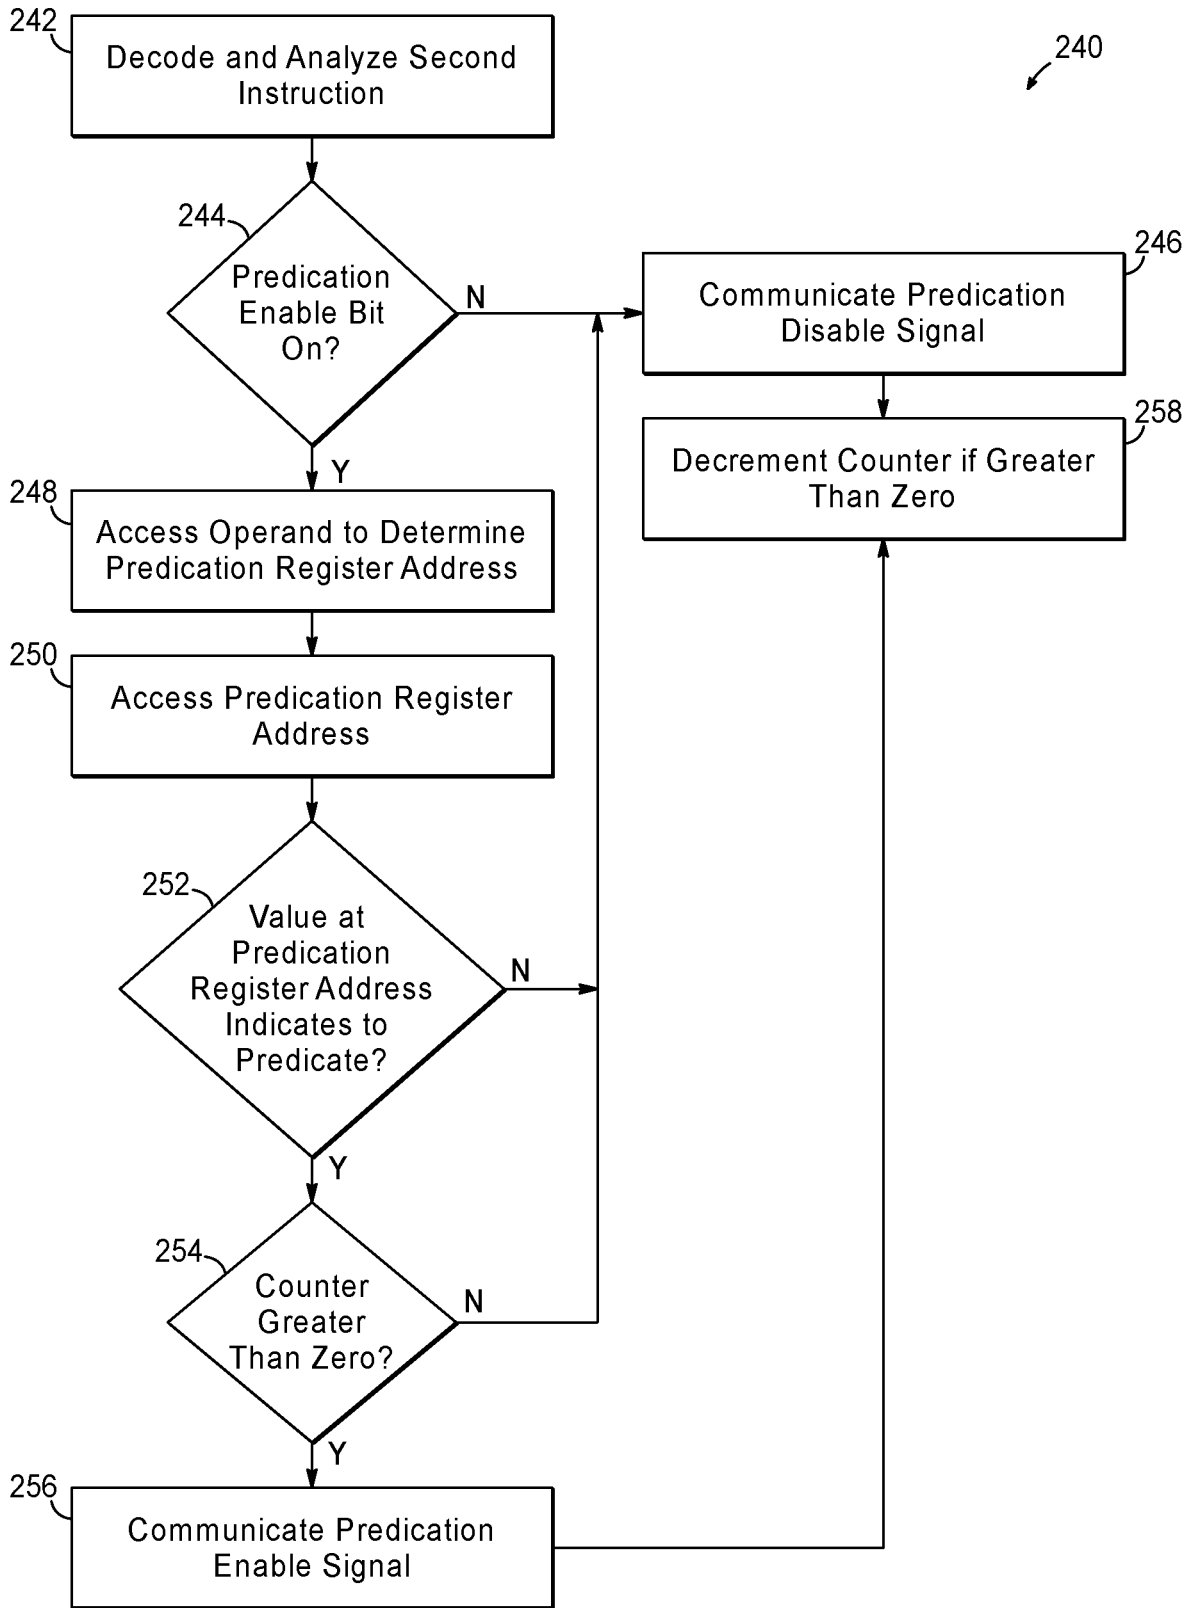 242
Decode and Analyze Second
Instruction
240
244
Predication
Enable Bit
On?
N
Y
246
Communicate Predication
Disable Signal
258
Decrement Counter if Greater
Than Zero
248
Access Operand to Determine
Predication Register Address
250
Access Predication Register
Address
252
Value at
Predication
Register Address
Indicates to
Predicate?
N
Y
254
Counter
Greater
Than Zero?
N
Y
256
Communicate Predication
Enable Signal